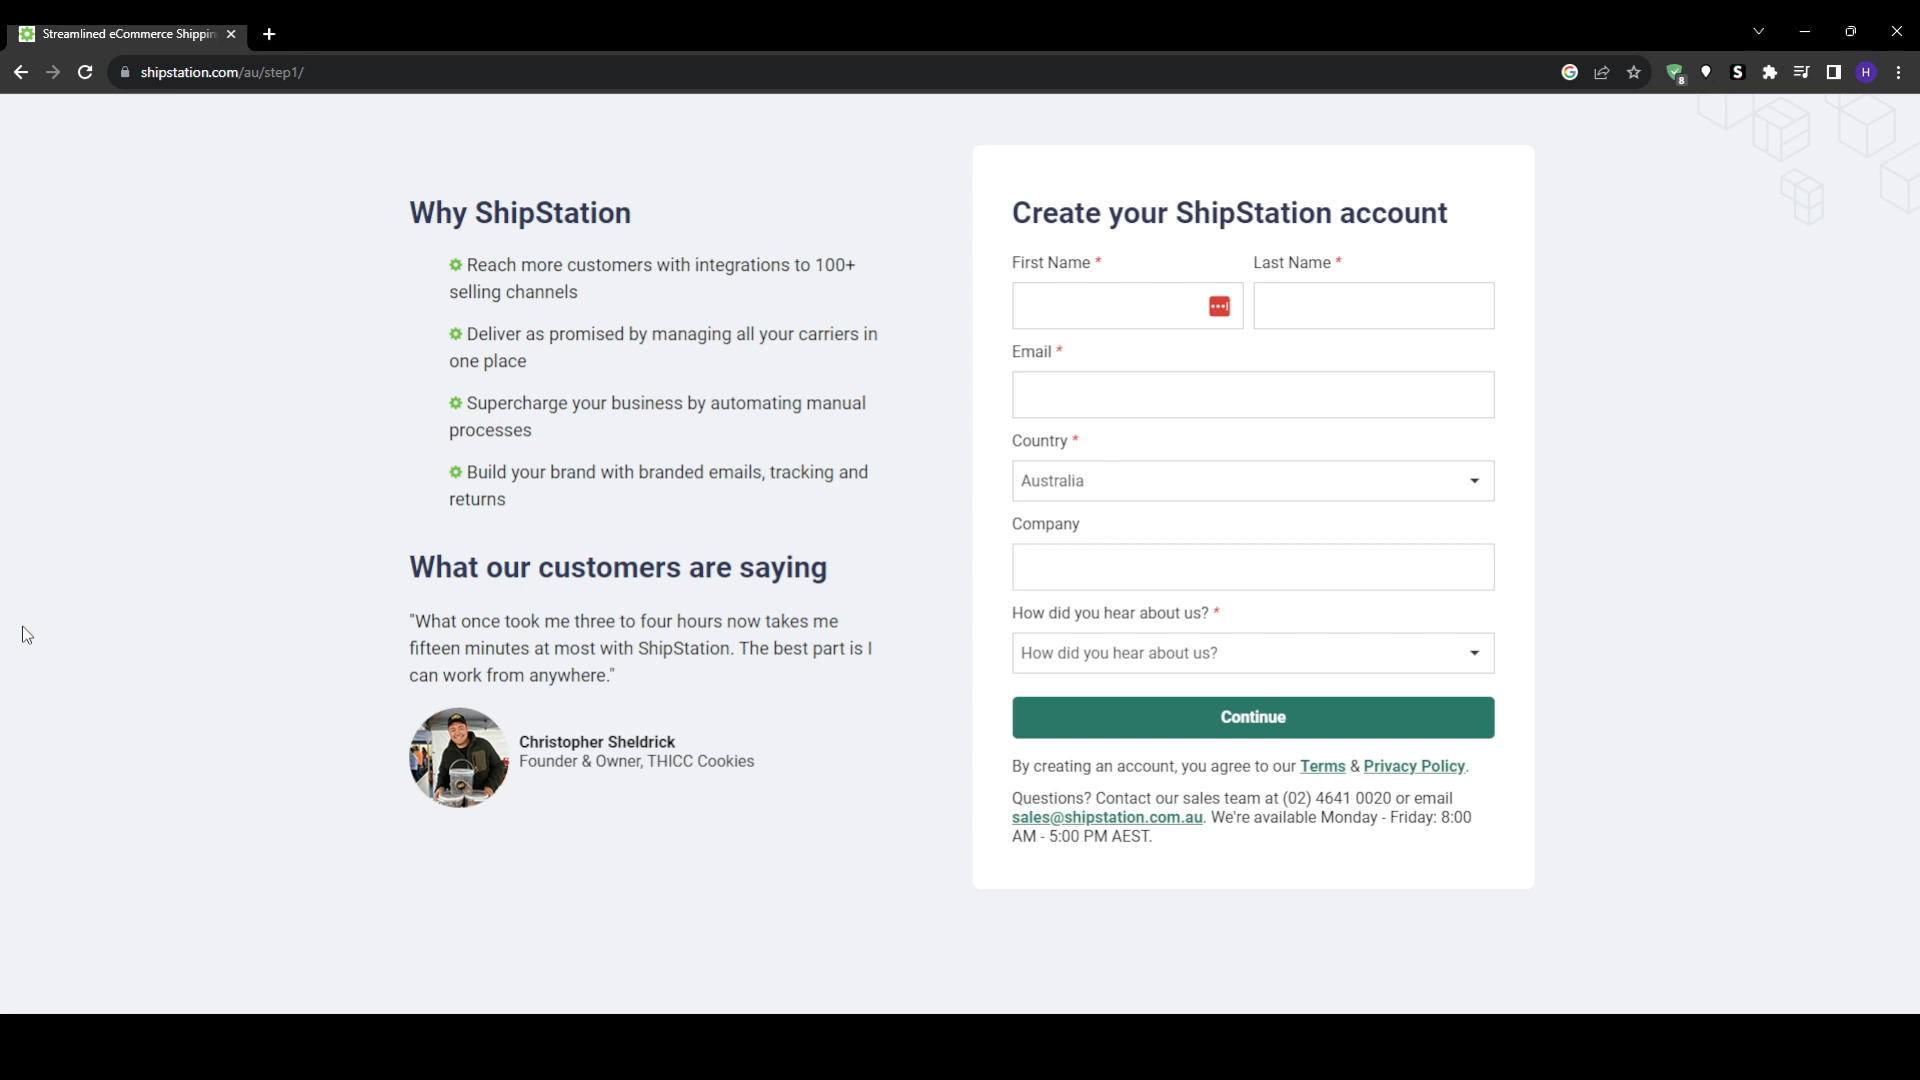 Streamlined eCommerce Shippin
shipstation.com/au/step1/
8
S
H
Why ShipStation
Reach more customers with integrations to 100+
selling channels
Deliver as promised by managing all your carriers in
one place
Supercharge your business by automating manual
processes
Build your brand with branded emails, tracking and
returns
What our customers are saying
"What once took me three to four hours now takes me
fifteen minutes at most with ShipStation. The best part is I
can work from anywhere."
Christopher Sheldrick
Founder & Owner, THICC Cookies
Create your ShipStation account
First Name * Last Name *
Email *
Country *
Australia
Company
How did you hear about us? *
How did you hear about us?
Continue
By creating an account, you agree to our Terms & Privacy Policy.
Questions? Contact our sales team at (02) 4641 0020 or email
sales@shipstation.com.au. We're available Monday - Friday: 8:00
AM - 5:00 PM AEST.